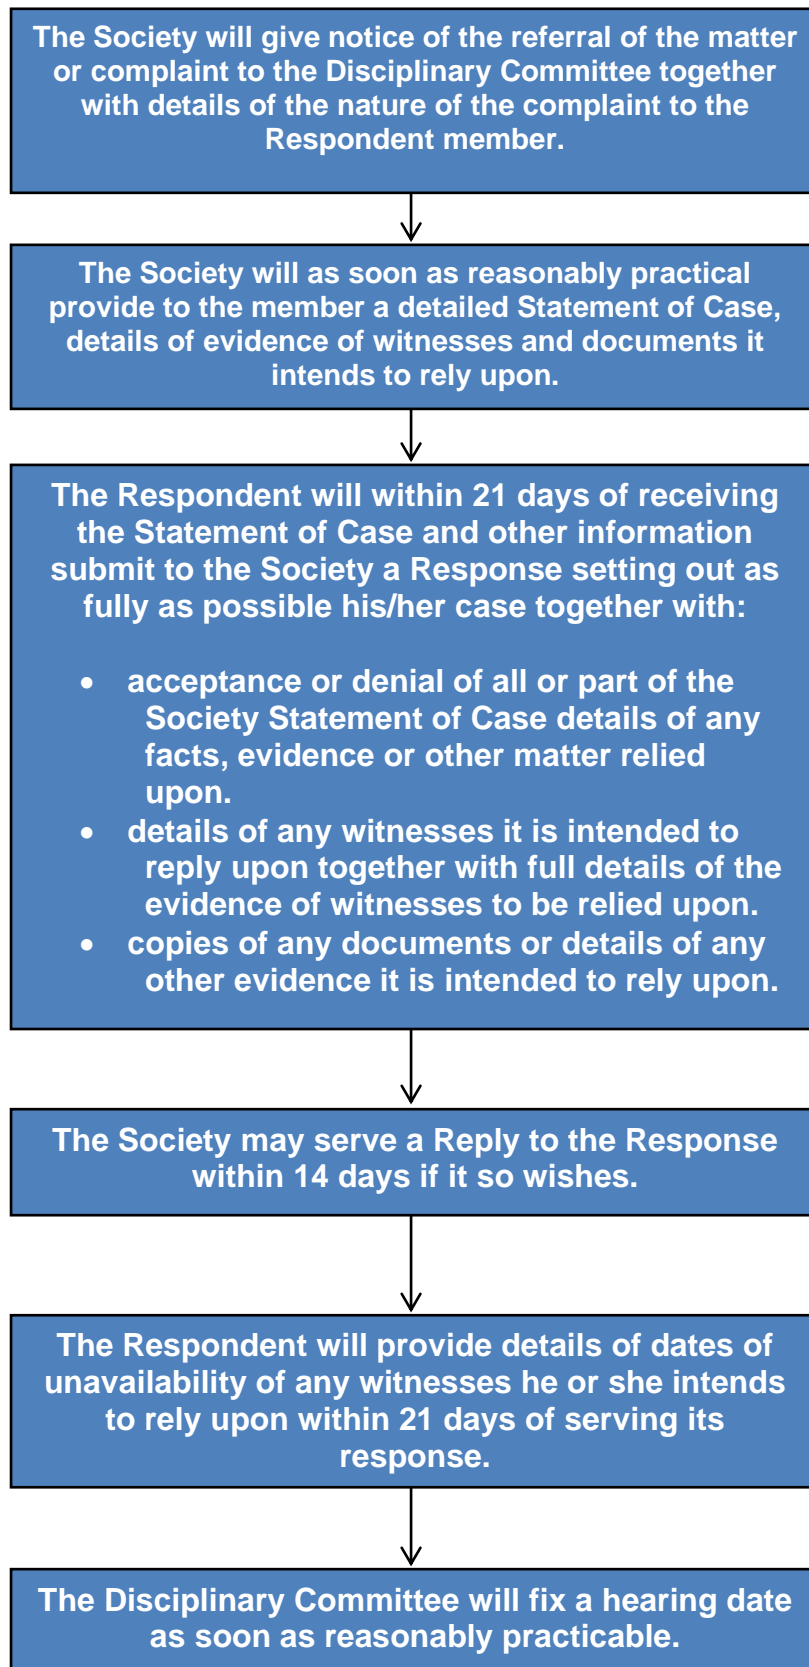 The Society will give notice of the referral of the matter
or complaint to the Disciplinary Committee together
with details of the nature of the complaint to the
Respondent member.
The Society will as soon as reasonably practical
provide to the member a detailed Statement of Case,
details of evidence of witnesses and documents it
intends to rely upon.
The Respondent will within 21 days of receiving
the Statement of Case and other information
submit to the Society a Response setting out as
fully as possible his/her case together with:
• acceptance or denial of all or part of the
Society Statement of Case details of any
facts, evidence or other matter relied
upon.
• details of any witnesses it is intended to
reply upon together with full details of the
evidence of witnesses to be relied upon.
• copies of any documents or details of any
other evidence it is intended to rely upon.
The Society may serve a Reply to the Response
within 14 days if it so wishes.
The Respondent will provide details of dates of
unavailability of any witnesses he or she intends
to rely upon within 21 days of serving its
response.
The Disciplinary Committee will fix a hearing date
as soon as reasonably practicable.